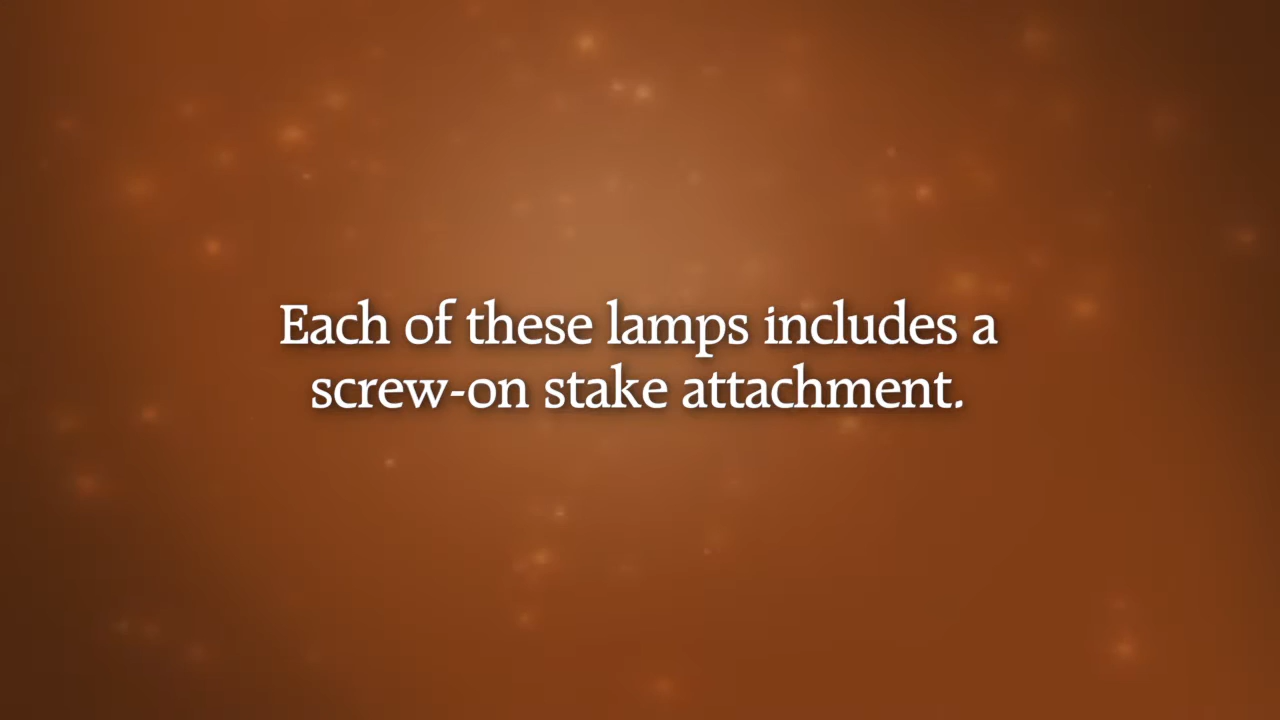 Each of these lamps includes a
screw-on stake attachment.